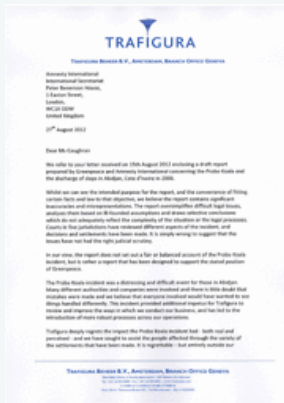 TRAFIGURA
TRAFIGURA BEHEER B.V., AMSTERDAM, BRANCH OFFICE GENEVA
Amnesty International
International Secretariat
Peter Benenson House,
1 Easton Street,
London,
WC1X 0DW
United Kingdom
27th August 2012
Dear Ms Gaughran
We refer to your letter received on 15th August 2012 enclosing a draft report
prepared by Greenpeace and Amnesty International concerning the Probo Koala and
the discharge of slops in Abidjan, Cote d'Ivoire in 2006.
Whilst we can see the intended purpose for the report, and the convenience of fitting
certain facts and law to that objective, we believe the report contains significant
inaccuracies and misrepresentations. The report oversimplifies difficult legal issues,
analyses them based on ill-founded assumptions and draws selective conclusions
which do not adequately reflect the complexity of the situation or the legal processes.
Courts in five jurisdictions have reviewed different aspects of the incident, and
decisions and settlements have been made. It is simply wrong to suggest that the
issues have not had the right judicial scrutiny.
In our view, the report does not set out a fair or balanced account of the Probo Koala
incident, but is rather a report that has been designed to support the stated position
of Greenpeace.
The Probo Koala incident was a distressing and difficult event for those in Abidjan.
Many different authorities and companies were involved and there is little doubt that
mistakes were made and we believe that everyone involved would have wanted to see
things handled differently. This incident provided additional impetus for Trafigura to
review and improve the ways in which we conduct our business, and has led to the
introduction of more robust processes across our operations.
Trafigura deeply regrets the impact the Probo Koala incident had - both real and
perceived - and we have sought to assist the people affected through the variety of
the settlements that have been made. It is regrettable - but entirely outside our
TRAFIGURA BEHEER B.V., AMSTERDAM, BRANCH OFFICE GENEVA